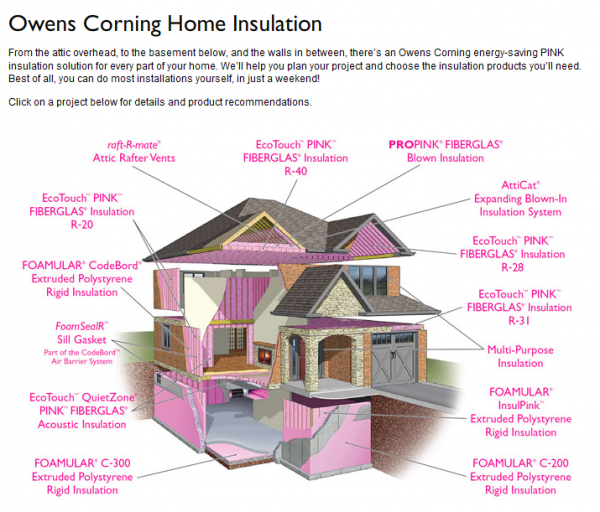 Owens Corning Home Insulation
From the attic overhead, to the basement below, and the walls in between, there's an Owens Corning energy-saving PINK
insulation solution for every part of your home. We'll help you plan your project and choose the insulation products you'll need.
Best of all, you can do most installations yourself, in just a weekend!
Click on a project below for details and product recommendations.
raft-R-mate®
Attic Rafter Vents
EcoTouch™ PINK™
FIBERGLAS® Insulation
R-40
PROPINK® FIBERGLAS®
Blown Insulation
AttiCat®
Expanding Blown-In
Insulation System
EcoTouch™ PINK™
FIBERGLAS® Insulation
R-20
EcoTouch™ PINK™
FIBERGLAS® Insulation
R-28
FOAMULAR® CodeBord®
Extruded Polystyrene
Rigid Insulation
EcoTouch™ PINK™
FIBERGLAS® Insulation
R-31
FoamSealR™
Sill Gasket
Part of the CodeBord™
Air Barrier System
Multi-Purpose
Insulation
EcoTouch™ QuietZone®
PINK™ FIBERGLAS®
Acoustic Insulation
FOAMULAR®
InsulPink™
Extruded Polystyrene
Rigid Insulation
FOAMULAR® C-300
Extruded Polystyrene
Rigid Insulation
FOAMULAR® C-200
Extruded Polystyrene
Rigid Insulation